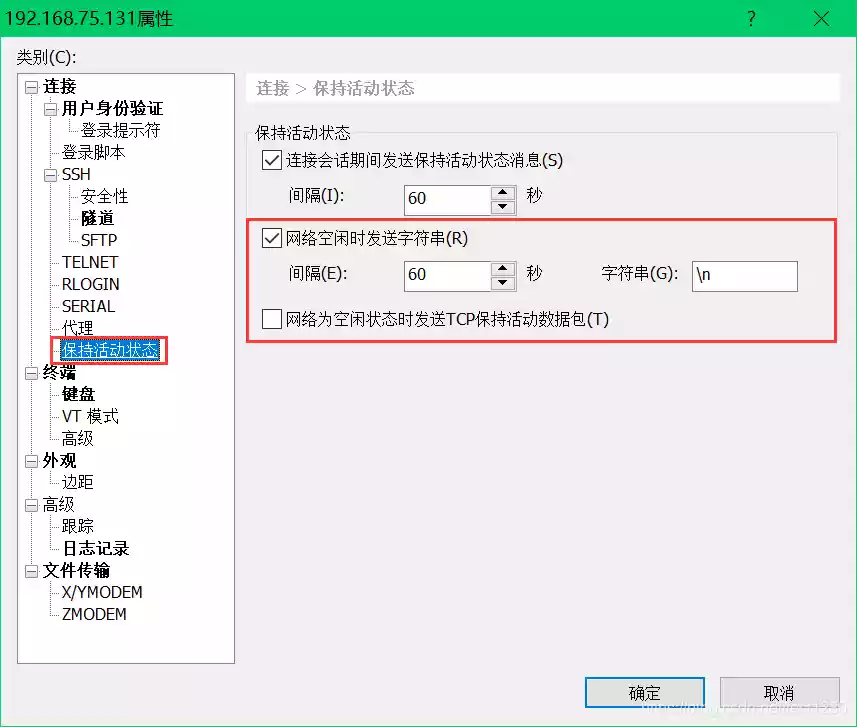 192.168.75.131属性
类别(C):
连接
用户身份验证
登录提示符
登录脚本
SSH
安全性
隧道
SFTP
TELNET
RLOGIN
SERIAL
代理
保持活动状态
终端
键盘
VT 模式
高级
外观
边距
高级
跟踪
日志记录
文件传输
X/YMODEM
ZMODEM
连接 > 保持活动状态
保持活动状态
连接会话期间发送保持活动状态消息(S)
间隔(I): 60 秒
网络空闲时发送字符串(R)
间隔(E): 60 秒 字符串(G): \n
网络为空闲状态时发送TCP保持活动数据包(T)
确定 取消